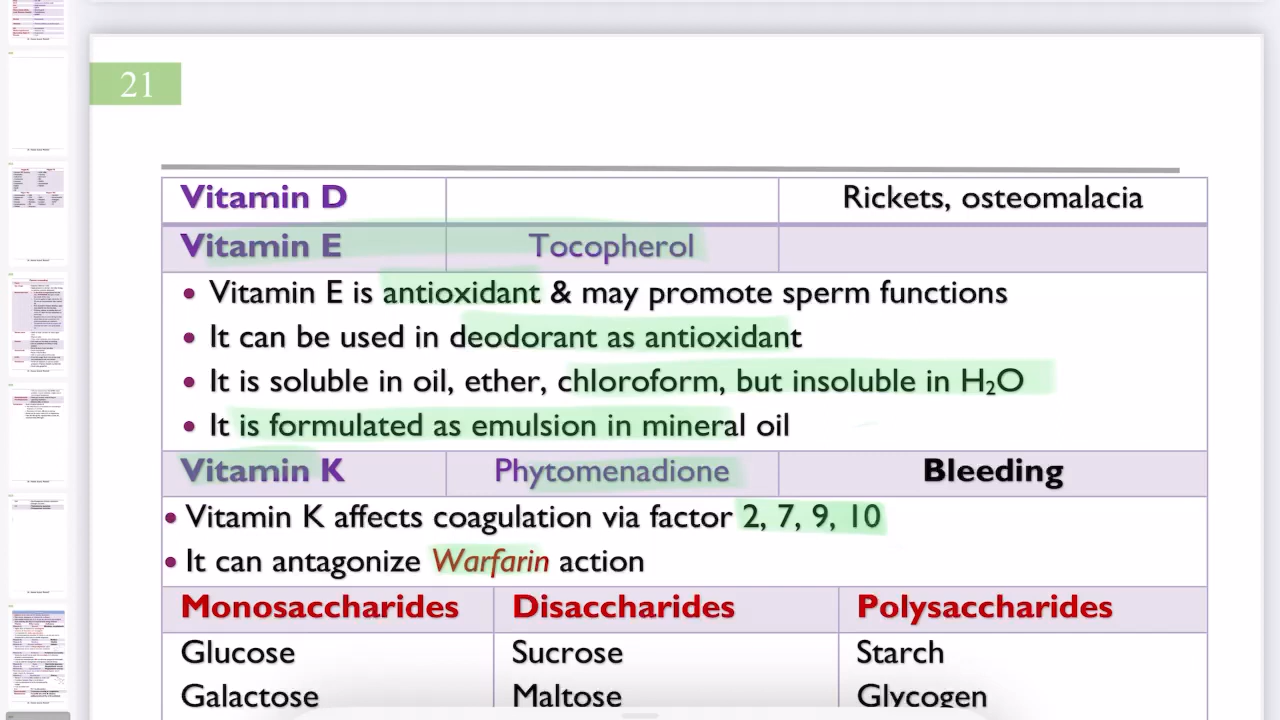 21
Vitamin D Rickets, osteomalacia
Vitamin E Tocopherol
• Vitamin E is antioxidant & may promote sperm functions
• It can be used in deodorant as antioxidant
• It is soluble in oil, ether, chloroform, but insoluble in H₂O
• It is formulated as emulsion in mineral oil
Vitamin K Phytomenadione Bleeding
• Vitamin K affects coagulation via factor 2, 7, 9, 10
• It can antagonize Warfarin action
Monosaccharides Disaccharides Polysaccharides
Glucose Sucrose Starch
Galactose Maltose Glycogen